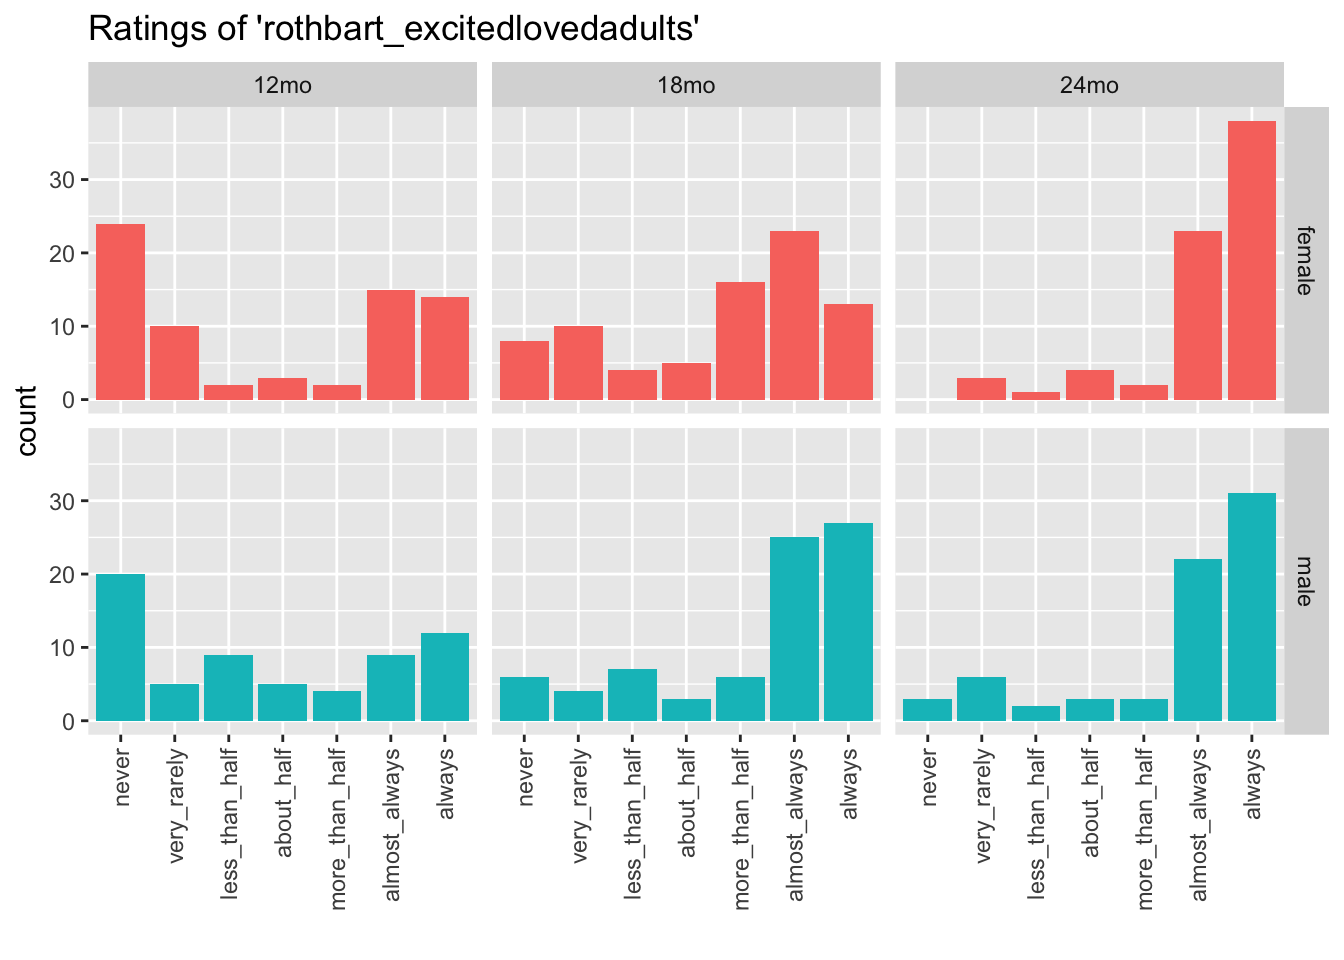 Ratings of 'rothbart_excitedlovedadults'
12mo 18mo 24mo
30
20
10
0
female
count
30
20
10
0
male
never very_rarely less_than_half about_half more_than_half almost_always always
never very_rarely less_than_half about_half more_than_half almost_always always
never very_rarely less_than_half about_half more_than_half almost_always always